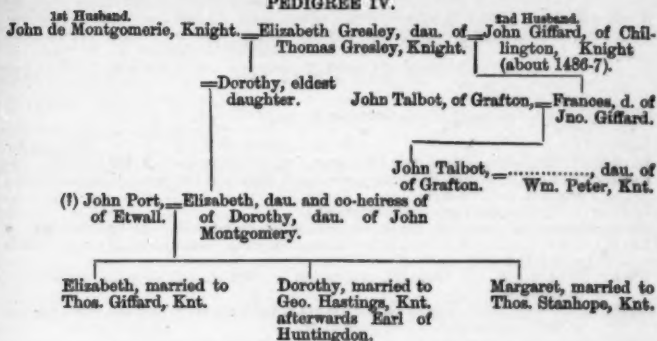 PEDIGREE IV.
1st Husband. 2nd Husband.
John de Montgomerie, Knight.=Elizabeth Gresley, dau. of=John Giffard, of Chil-
Thomas Gresley, Knight. lington, Knight
(about 1486-7).
=Dorothy, eldest John Talbot, of Grafton,=Frances, d. of
daughter. Jno. Giffard.
John Talbot,=..............., dau. of
of Grafton. Wm. Peter, Knt.
(?) John Port,=Elizabeth, dau. and co-heiress of
of Etwall. of Dorothy, dau. of John
Montgomery.
Elizabeth, married to Dorothy, married to Margaret, married to
Thos. Giffard, Knt. Geo. Hastings, Knt. Thos. Stanhope, Knt.
afterwards Earl of
Huntingdon.